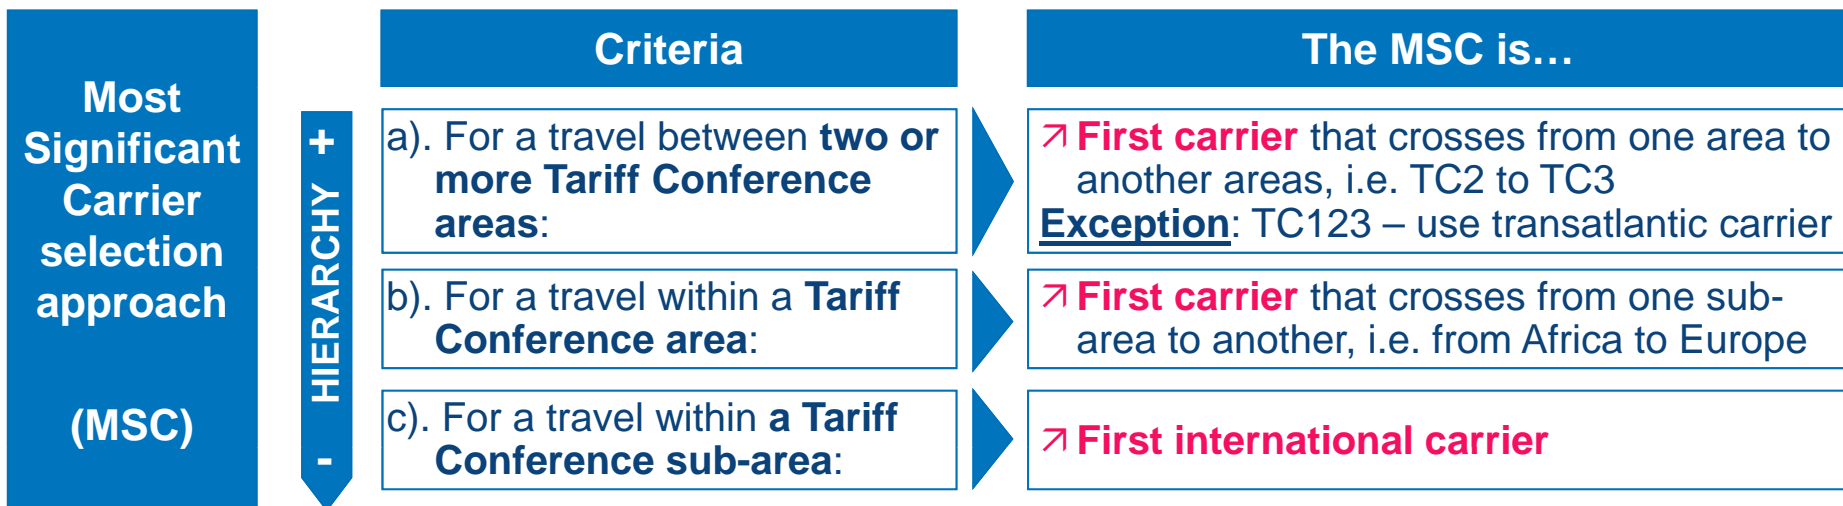 Most
Significant
Carrier
selection
approach
(MSC)
+
HIERARCHY
-
Criteria
The MSC is…
a). For a travel between two or
more Tariff Conference
areas:
↗ First carrier that crosses from one area to
another areas, i.e. TC2 to TC3
Exception: TC123 – use transatlantic carrier
b). For a travel within a Tariff
Conference area:
↗ First carrier that crosses from one sub-
area to another, i.e. from Africa to Europe
c). For a travel within a Tariff
Conference sub-area:
↗ First international carrier